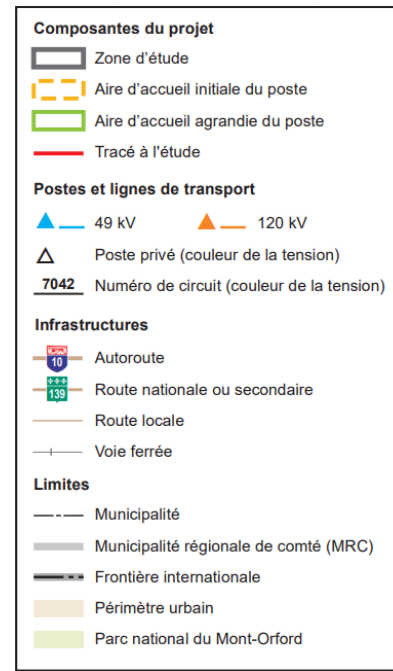 Composantes du projet
Zone d'étude
Aire d'accueil initiale du poste
Aire d'accueil agrandie du poste
Tracé à l'étude
Postes et lignes de transport
49 kV 120 kV
Poste privé (couleur de la tension)
7042 Numéro de circuit (couleur de la tension)
Infrastructures
10 Autoroute
139 Route nationale ou secondaire
Route locale
Voie ferrée
Limites
Municipalité
Municipalité régionale de comté (MRC)
Frontière internationale
Périmètre urbain
Parc national du Mont-Orford